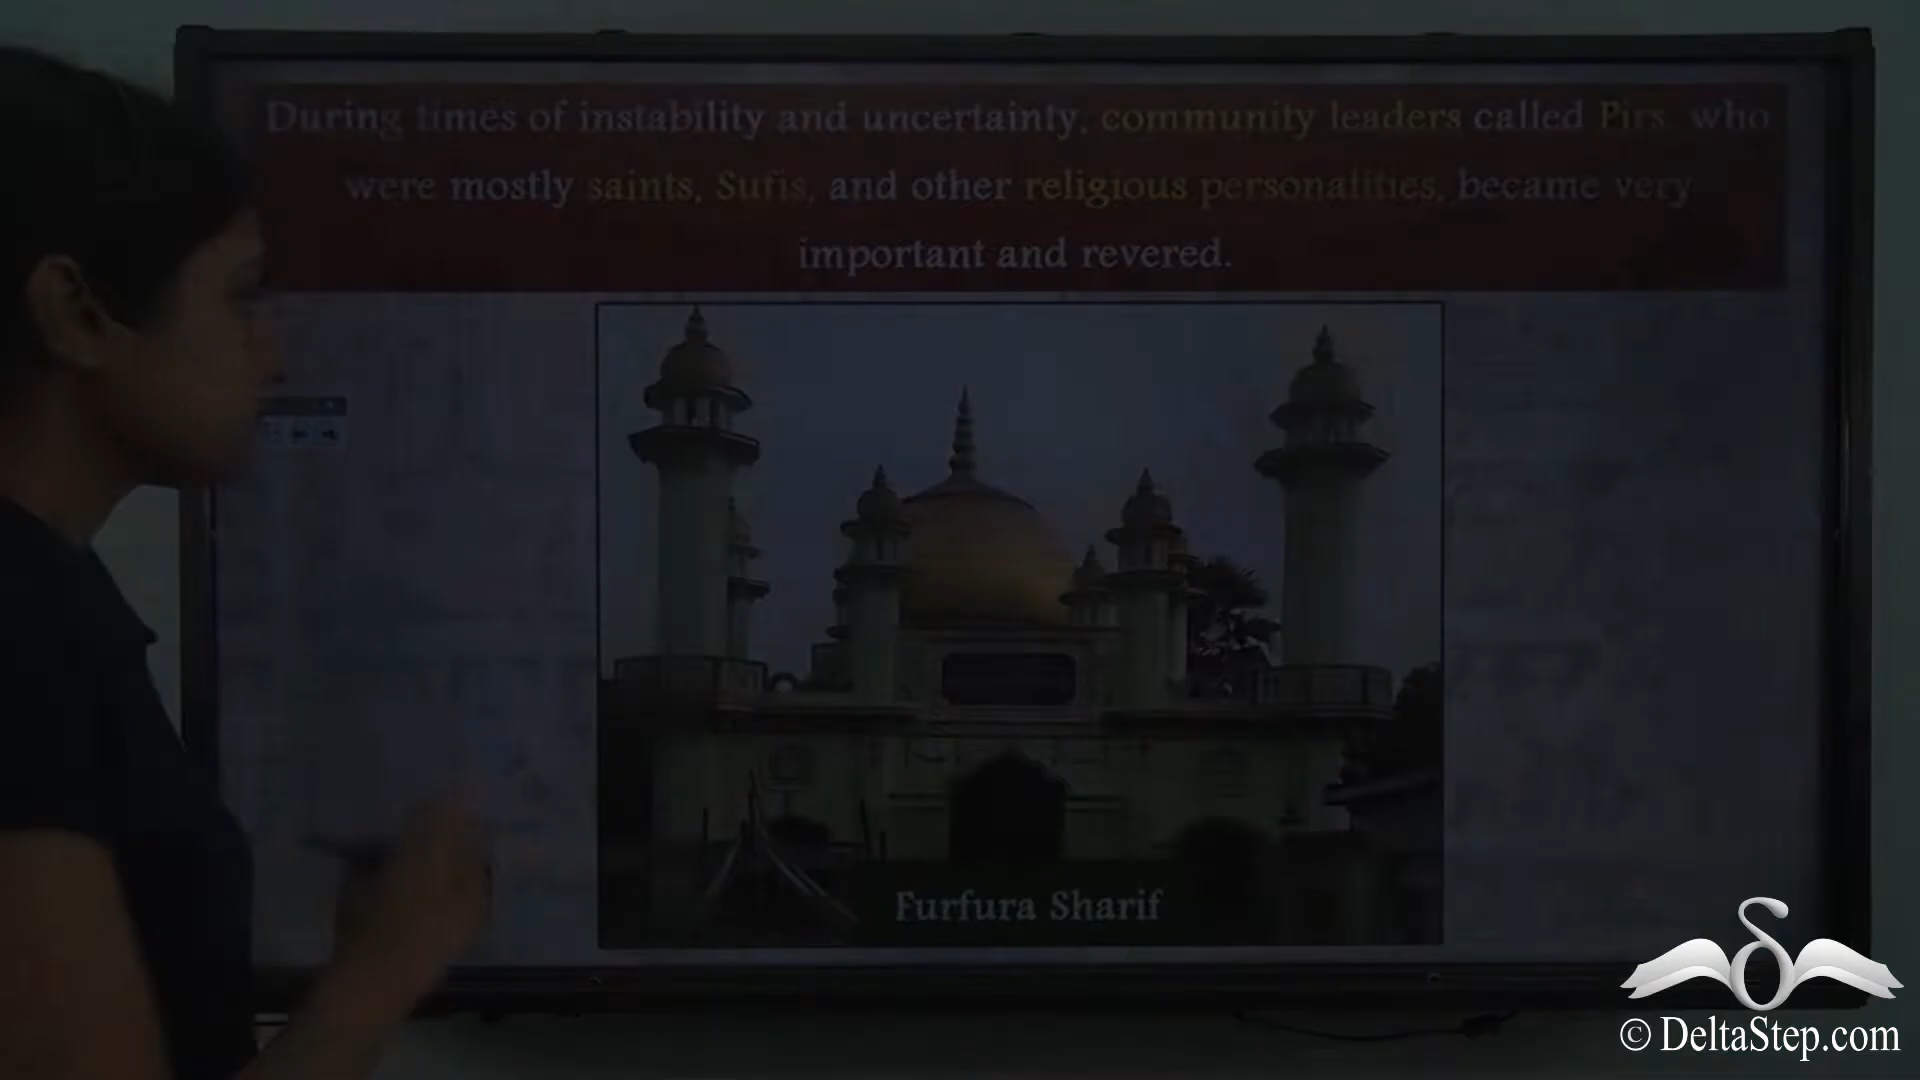 During times of instability and uncertainty, community leaders called Pirs, who
were mostly saints, Sufis, and other religious personalities, became very
important and revered.
Furfura Sharif
© DeltaStep.com